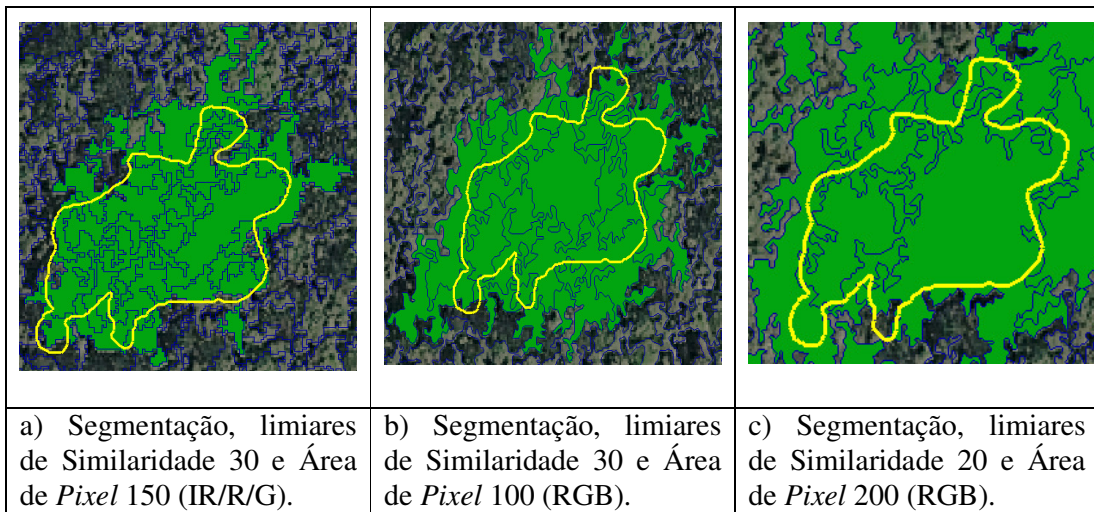 a) Segmentação, limiares
de Similaridade 30 e Área
de Pixel 150 (IR/R/G).
b) Segmentação, limiares
de Similaridade 30 e Área
de Pixel 100 (RGB).
c) Segmentação, limiares
de Similaridade 20 e Área
de Pixel 200 (RGB).